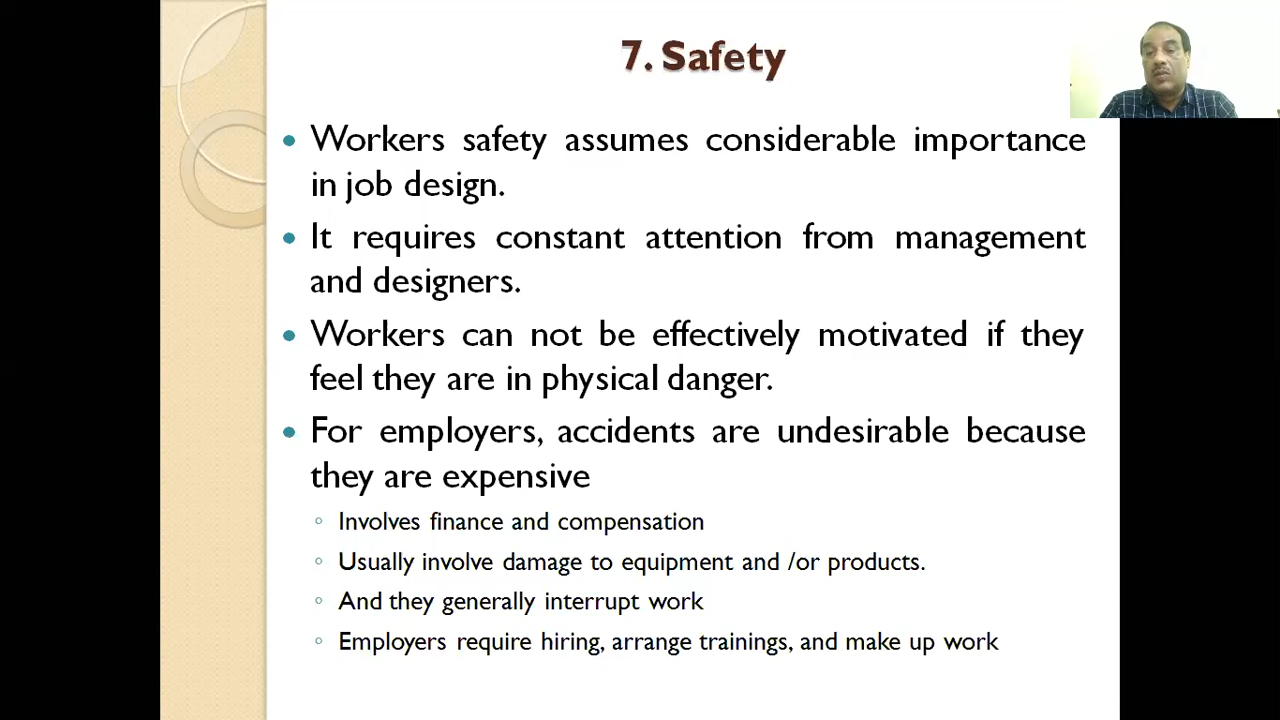 7. Safety
Workers safety assumes considerable importance
in job design.
It requires constant attention from management
and designers.
Workers can not be effectively motivated if they
feel they are in physical danger.
For employers, accidents are undesirable because
they are expensive
Involves finance and compensation
Usually involve damage to equipment and /or products.
And they generally interrupt work
Employers require hiring, arrange trainings, and make up work